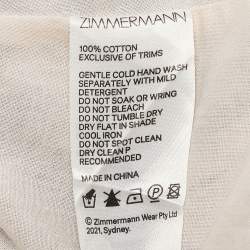 ZIMMERMANN
100% COTTON
EXCLUSIVE OF TRIMS
GENTLE COLD HAND WASH
SEPARATELY WITH MILD
DETERGENT
DO NOT SOAK OR WRING
DO NOT BLEACH
DO NOT TUMBLE DRY
DRY FLAT IN SHADE
COOL IRON
DO NOT SPOT CLEAN
DRY CLEAN P
RECOMMENDED
MADE IN CHINA
P
© Zimmermann Wear Pty Ltd
2021, Sydney.